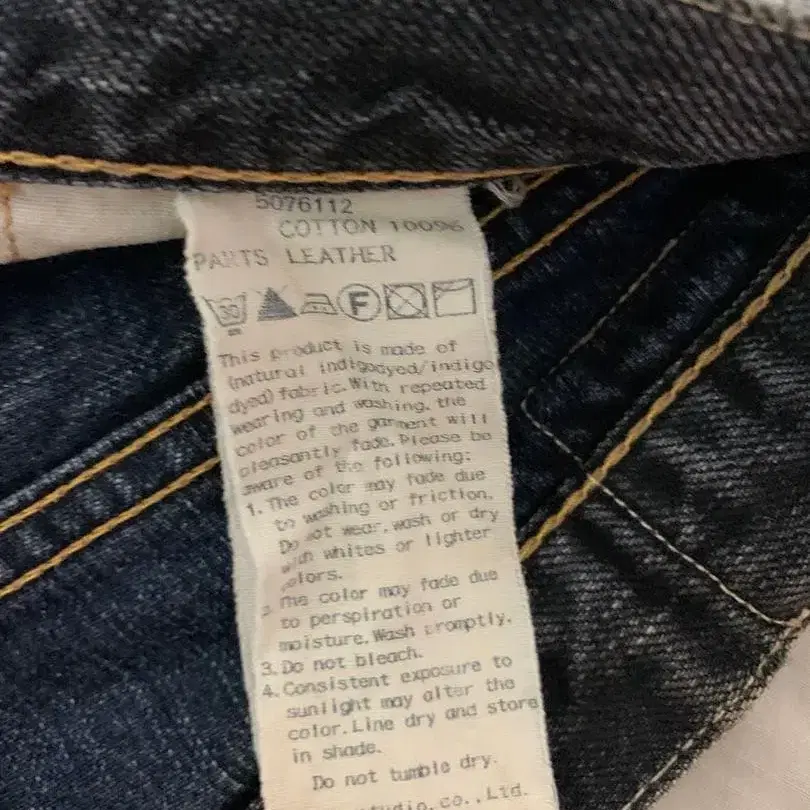 5076112
COTTON 100%
PARTS LEATHER
30 F
This product is made of
(natural indigodyed/indigo
dyed) fabric. With repeated
wearing and washing, the
color of the garment will
pleasantly fade. Please be
aware of the following:
1. The color may fade due
to washing or friction.
Do not wear, wash or dry
with whites or lighter
colors.
2. The color may fade due
to perspiration or
moisture. Wash promptly.
3. Do not bleach.
4. Consistent exposure to
sunlight may alter the
color. Line dry and store
in shade.
Do not tumble dry.
co., Ltd.